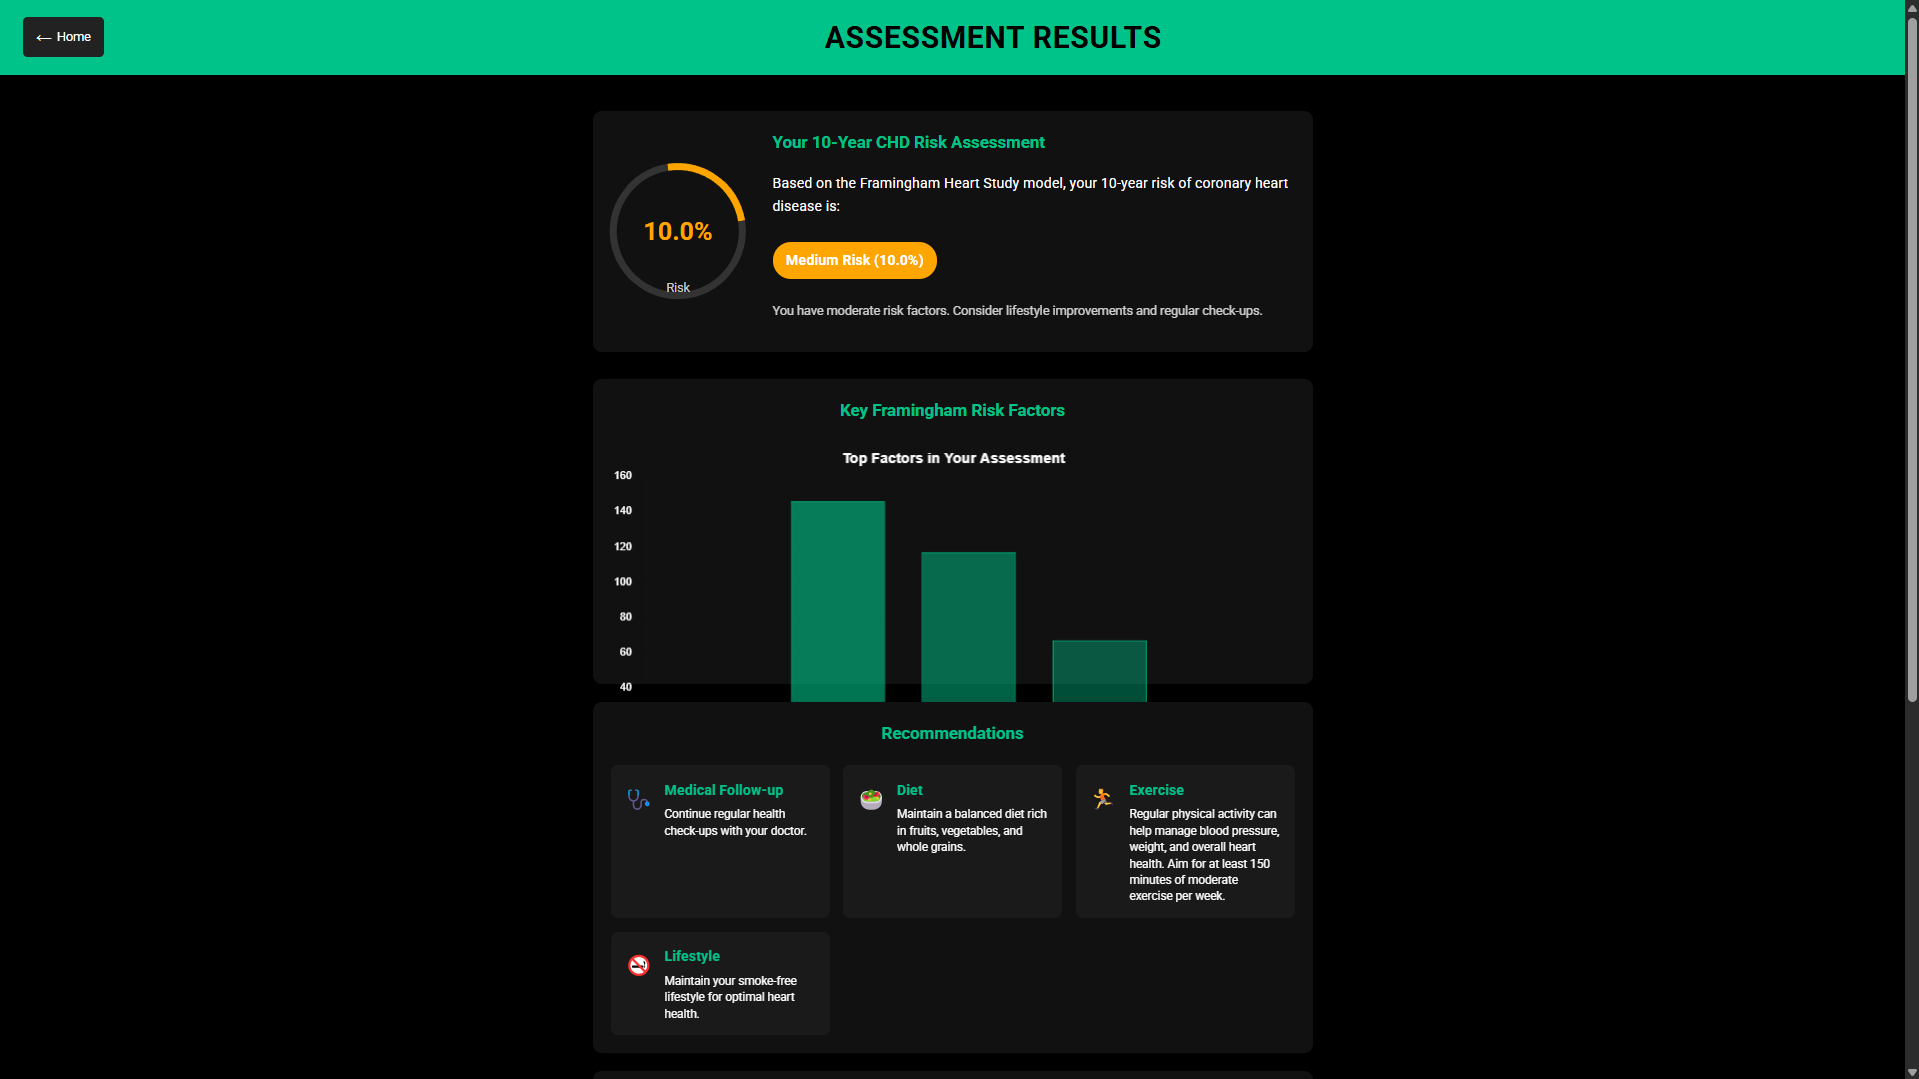 ← Home
ASSESSMENT RESULTS
10.0%
Risk
Your 10-Year CHD Risk Assessment
Based on the Framingham Heart Study model, your 10-year risk of coronary heart
disease is:
Medium Risk (10.0%)
You have moderate risk factors. Consider lifestyle improvements and regular check-ups.
Key Framingham Risk Factors
Top Factors in Your Assessment
160
140
120
100
80
60
40
Recommendations
Medical Follow-up
Continue regular health
check-ups with your doctor.
Diet
Maintain a balanced diet rich
in fruits, vegetables, and
whole grains.
Exercise
Regular physical activity can
help manage blood pressure,
weight, and overall heart
health. Aim for at least 150
minutes of moderate
exercise per week.
Lifestyle
Maintain your smoke-free
lifestyle for optimal heart
health.